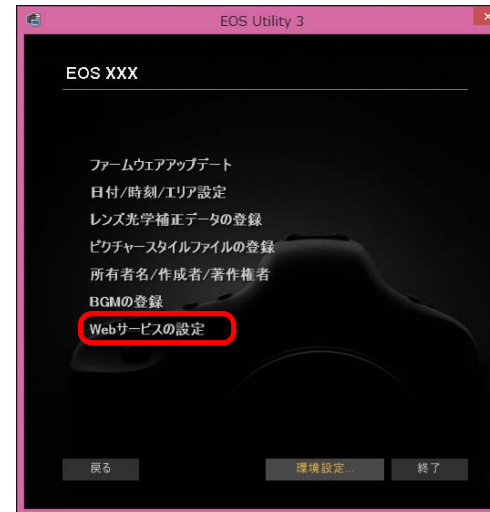 EOS Utility 3
EOS XXX
ファームウェアアップデート
日付/時刻/エリア設定
レンズ光学補正データの登録
ピクチャースタイルファイルの登録
所有者名/作成者/著作権者
BGMの登録
Webサービスの設定
戻る 環境設定... 終了